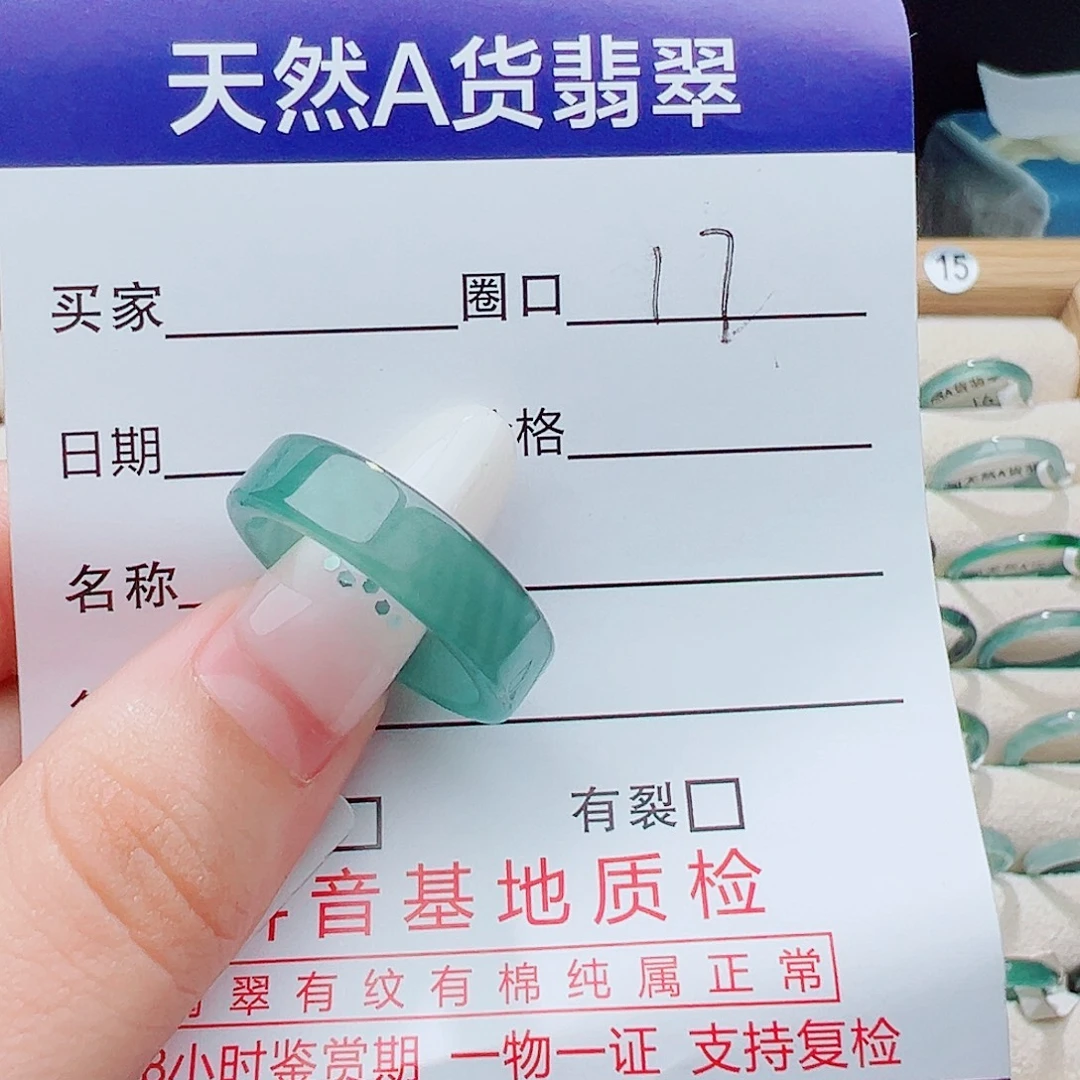 天然A货翡翠
买家 圈口 17
日期 格
名称
有裂
音基地质检
翠有纹有棉纯属正常
8小时鉴赏期 一物一证 支持复检
15